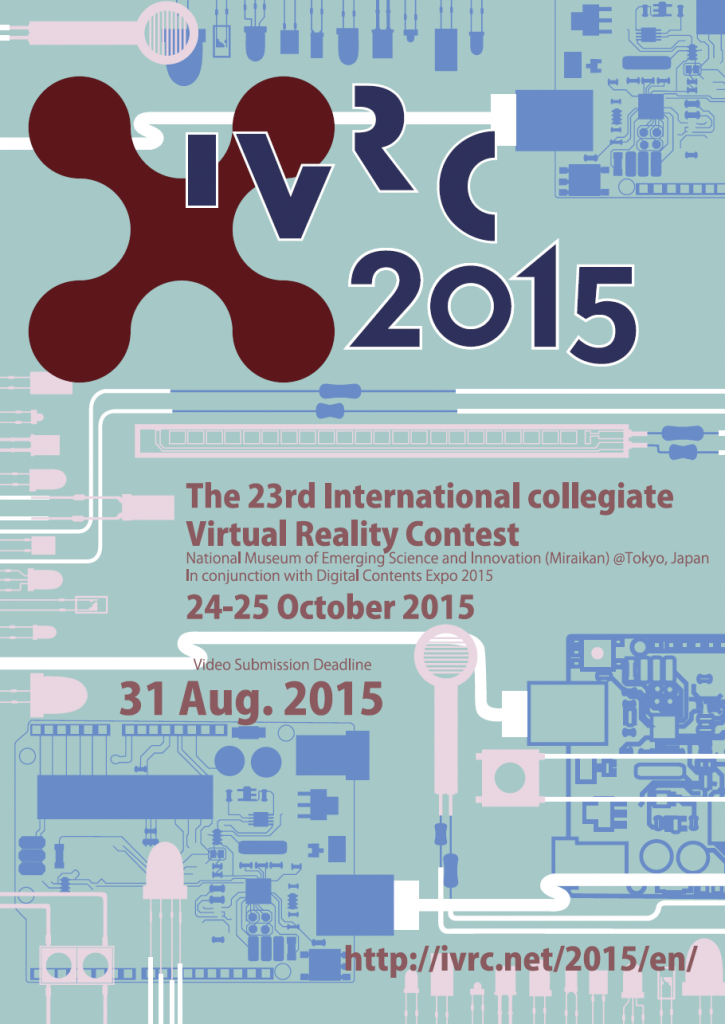 IVRC
2015
The 23rd International collegiate
Virtual Reality Contest
National Museum of Emerging Science and Innovation (Miraikan) @Tokyo, Japan
In conjunction with Digital Contents Expo 2015
24-25 October 2015
Video Submission Deadline
31 Aug. 2015
http://ivrc.net/2015/en/